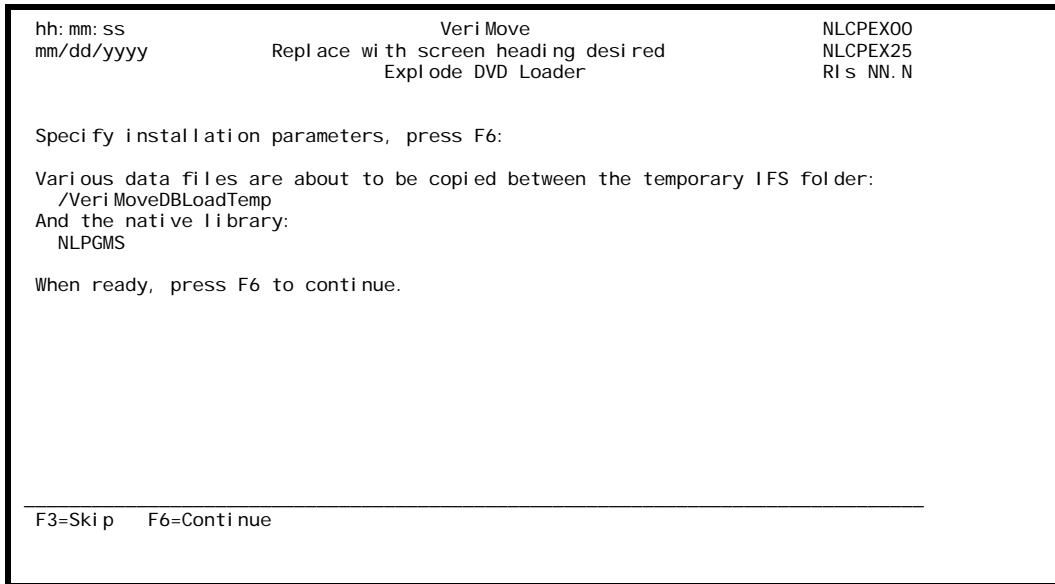 hh:mm:ss VeriMove NLCPEX00
mm/dd/yyyy Replace with screen heading desired NLCPEX25
Explode DVD Loader Rls NN.N
Specify installation parameters, press F6:
Various data files are about to be copied between the temporary IFS folder:
/VeriMoveDBLoadTemp
And the native library:
NLPGMS
When ready, press F6 to continue.
F3=Skip F6=Continue